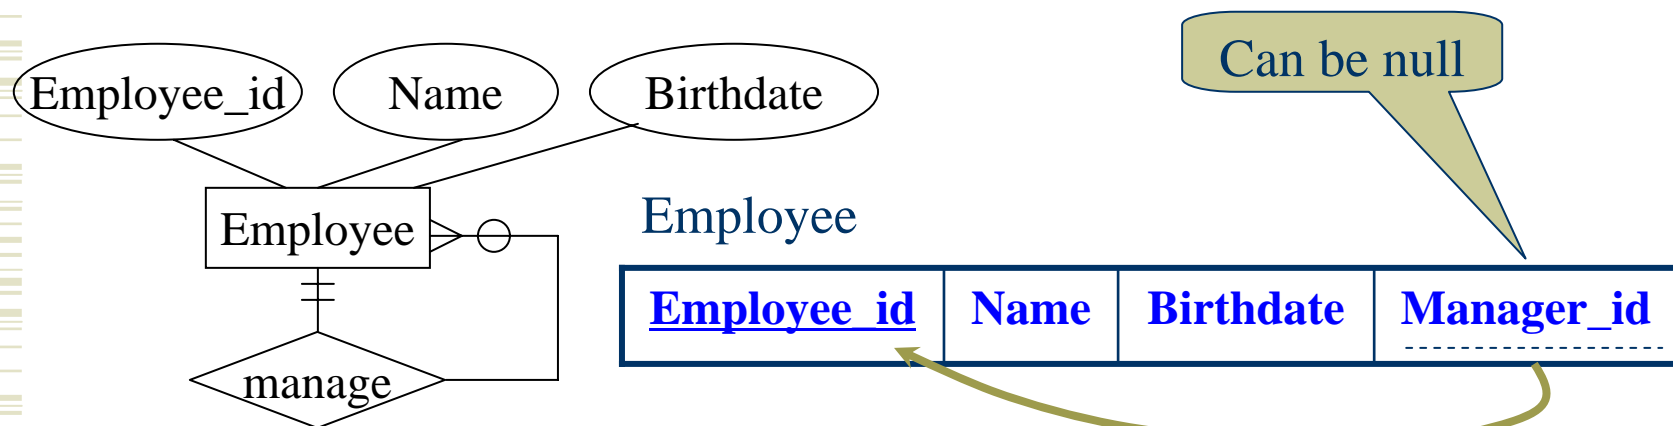 Employee_id
Name
Birthdate
Can be null
Employee
manage
Employee
Employee_id
Name
Birthdate
Manager_id